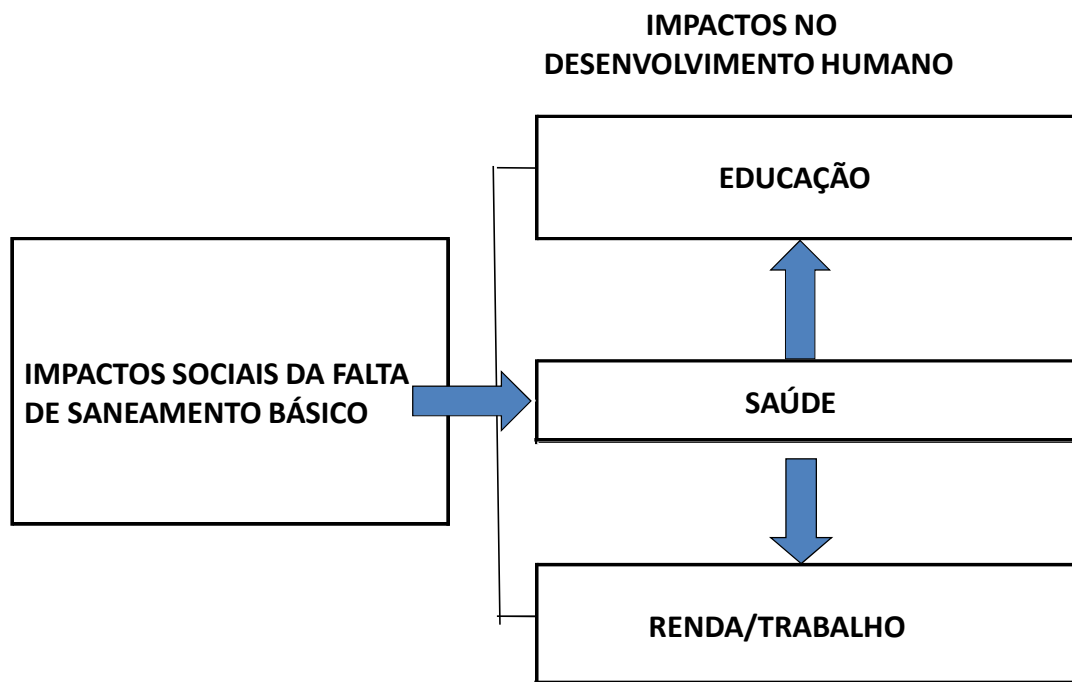 IMPACTOS NO
DESENVOLVIMENTO HUMANO
EDUCAÇÃO
IMPACTOS SOCIAIS DA FALTA
DE SANEAMENTO BÁSICO
SAÚDE
RENDA/TRABALHO